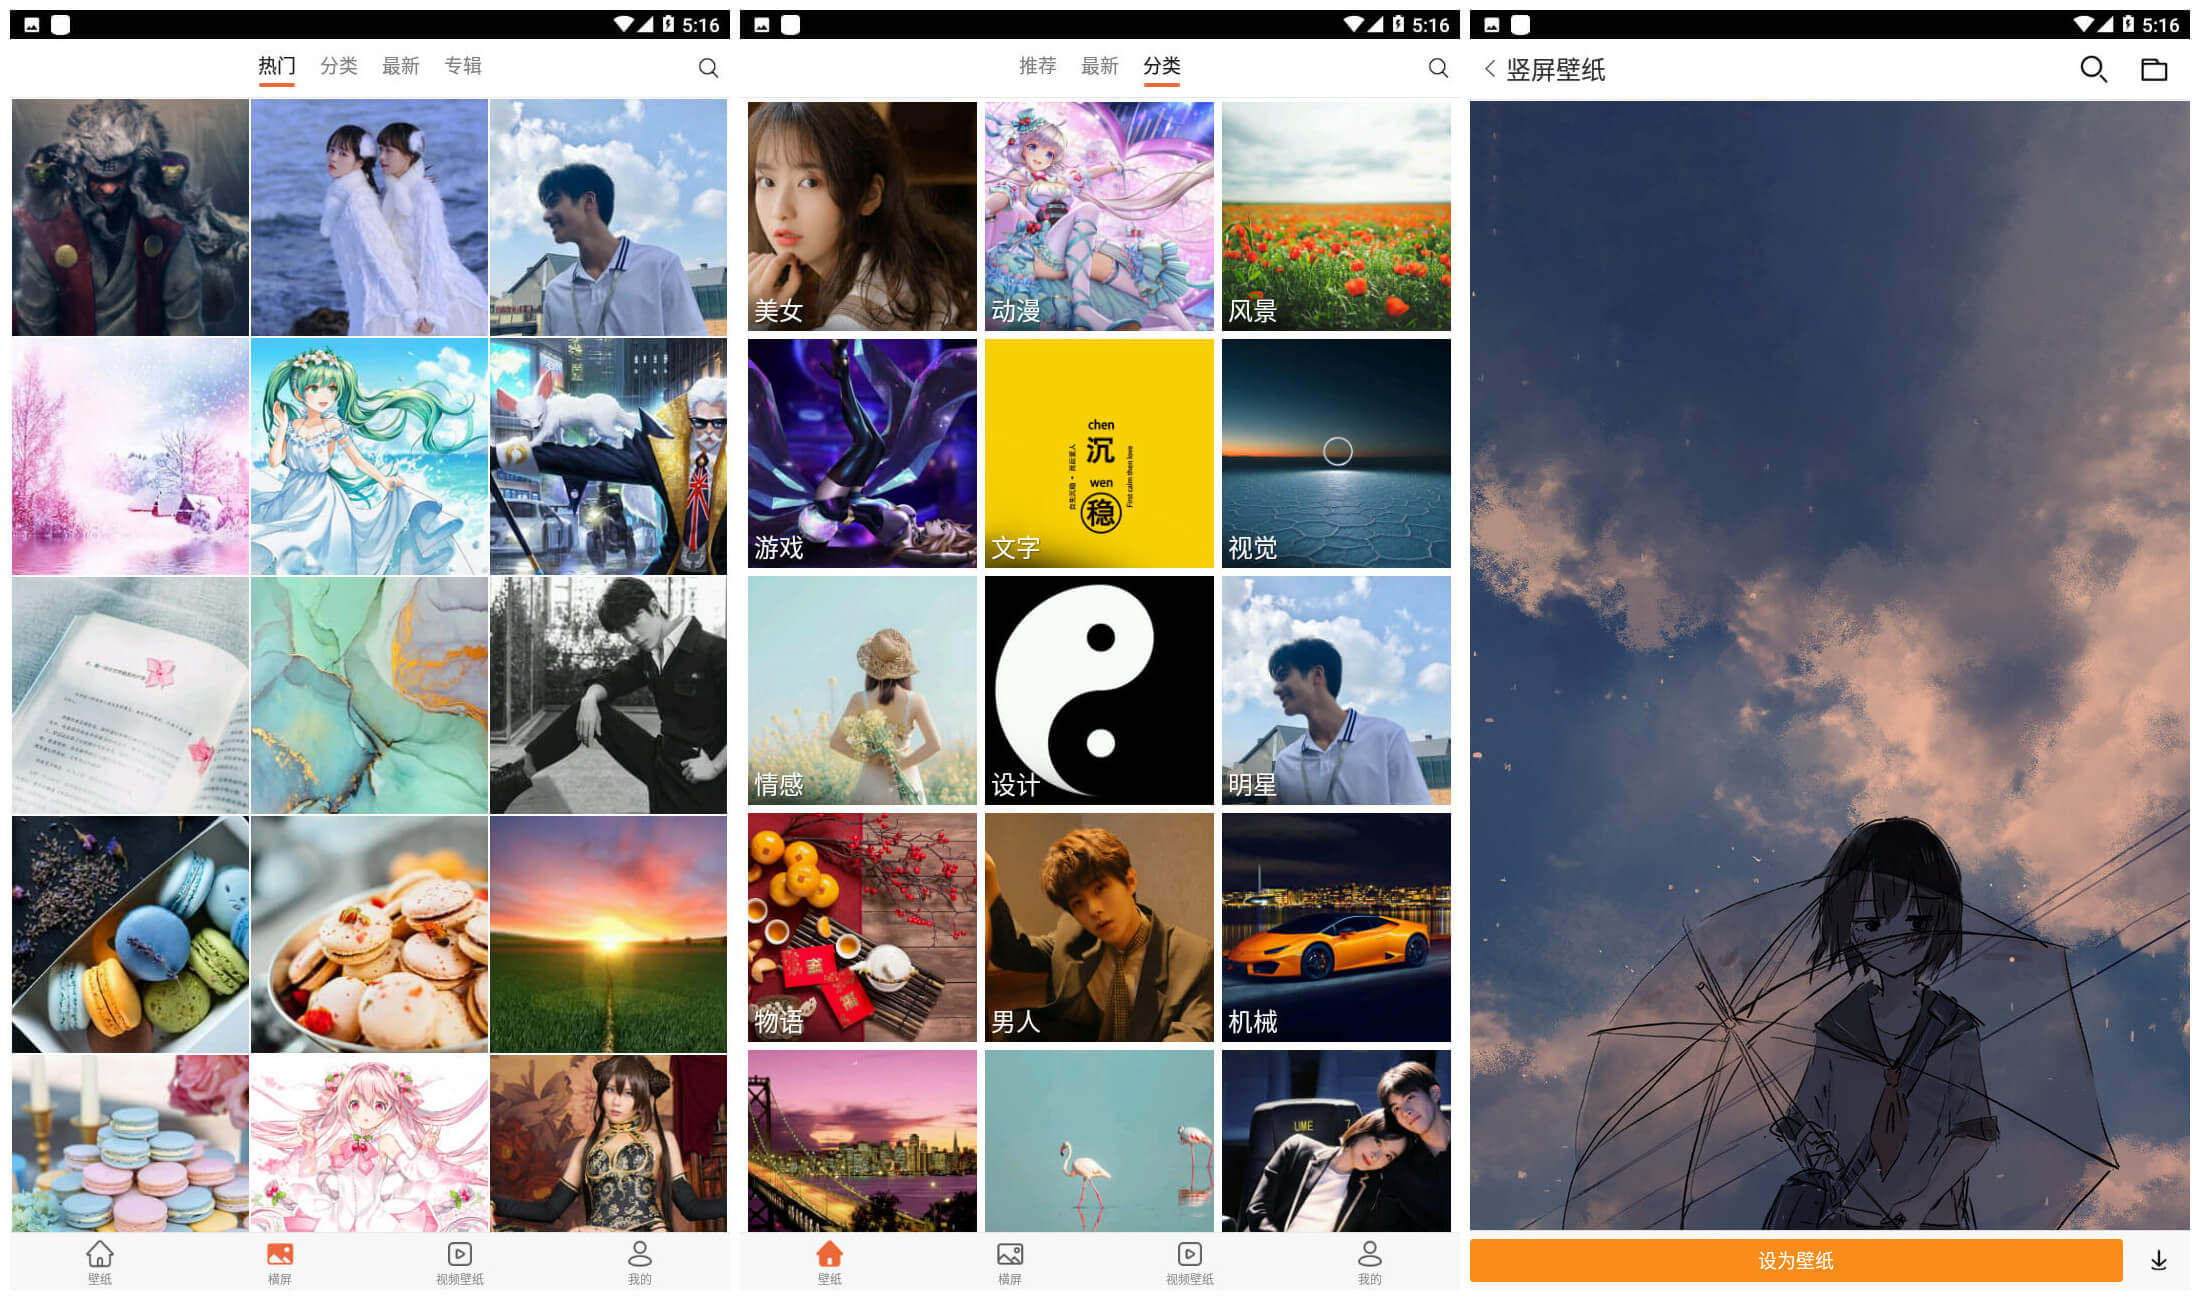 5:16
热门 分类 最新 专辑
壁纸 横屏 视频壁纸 我的
5:16
推荐 最新 分类
美女 动漫 风景
chen
沉
wen
稳
First calm then love
游戏 文字 视觉
情感 设计 明星
物语 男人 机械
壁纸 横屏 视频壁纸 我的
5:16
竖屏壁纸
设为壁纸